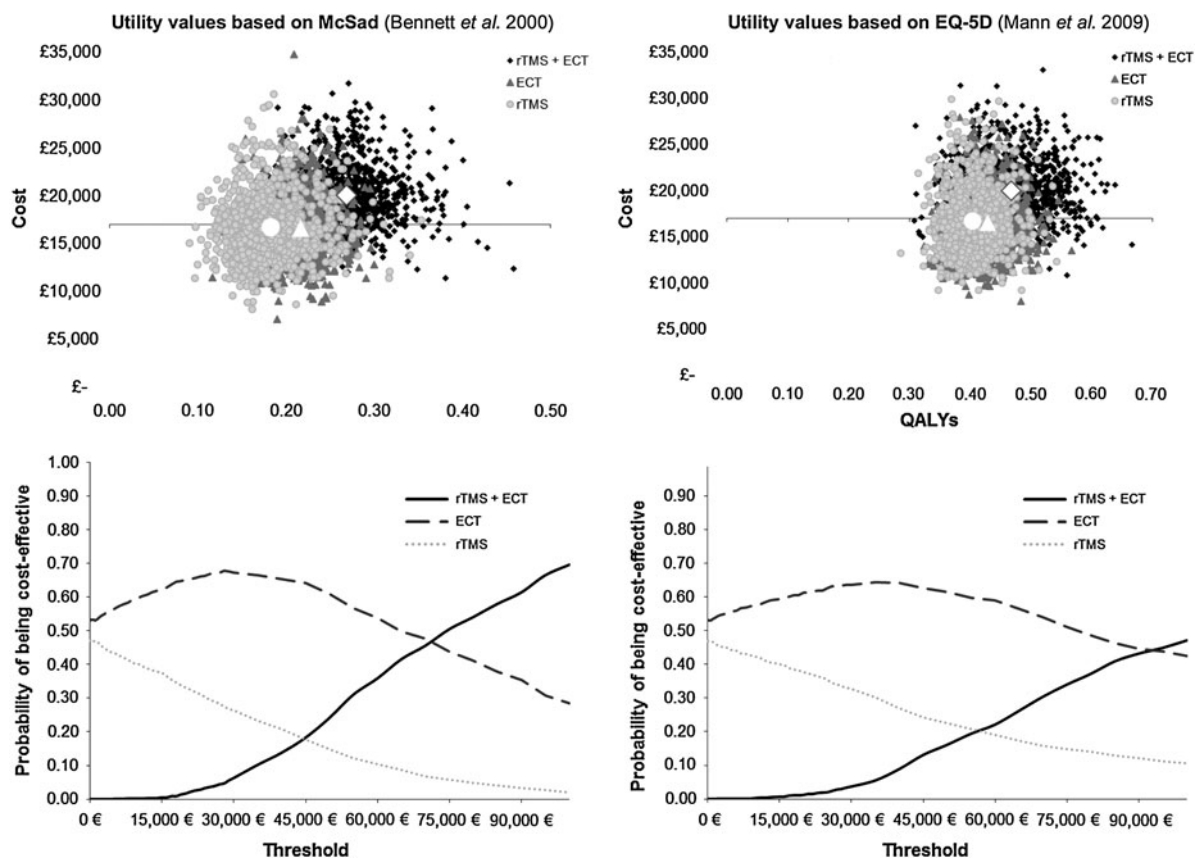 Utility values based on McSad (Bennett et al. 2000)
£35,000
£30,000
£25,000
£20,000
£15,000
£10,000
£5,000
£-
Cost
rTMS + ECT
ECT
rTMS
0.00 0.10 0.20 0.30 0.40 0.50
Utility values based on EQ-5D (Mann et al. 2009)
£35,000
£30,000
£25,000
£20,000
£15,000
£10,000
£5,000
£-
Cost
rTMS + ECT
ECT
rTMS
0.00 0.10 0.20 0.30 0.40 0.50 0.60 0.70
QALYs
1.00
0.90
0.80
0.70
0.60
0.50
0.40
0.30
0.20
0.10
0.00
Probability of being cost-effective
rTMS + ECT
ECT
rTMS
0 € 15,000 € 30,000 € 45,000 € 60,000 € 75,000 € 90,000 €
Threshold
0.90
0.80
0.70
0.60
0.50
0.40
0.30
0.20
0.10
0.00
Probability of being cost-effective
rTMS + ECT
ECT
rTMS
0 € 15,000 € 30,000 € 45,000 € 60,000 € 75,000 € 90,000 €
Threshold